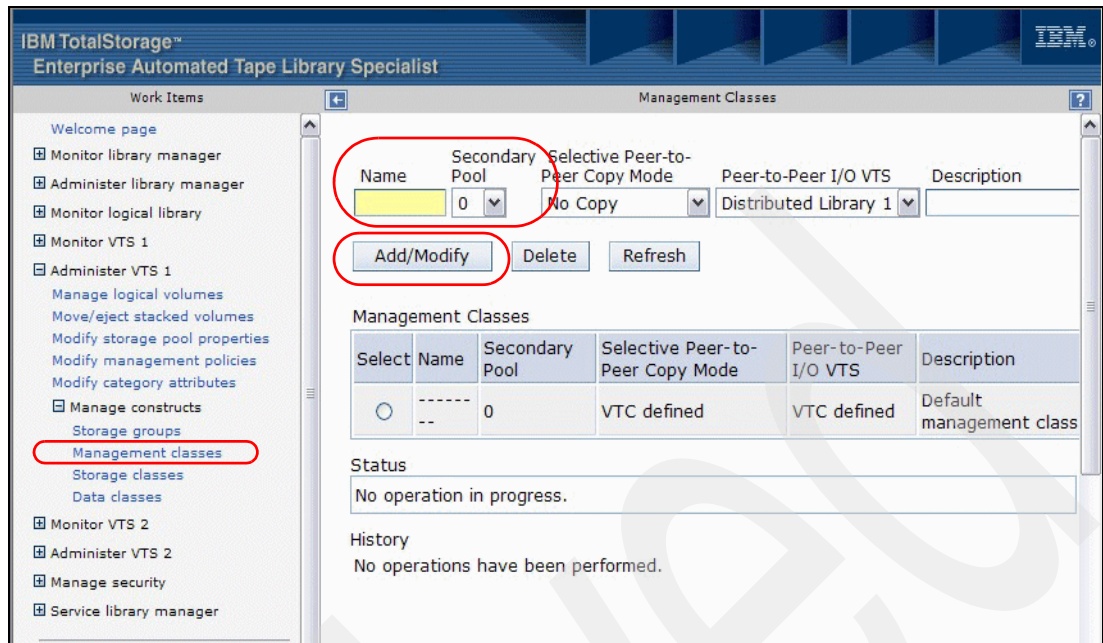 IBM TotalStorage™
Enterprise Automated Tape Library Specialist
IBM®
Work Items
Welcome page
Monitor library manager
Administer library manager
Monitor logical library
Monitor VTS 1
Administer VTS 1
Manage logical volumes
Move/eject stacked volumes
Modify storage pool properties
Modify management policies
Modify category attributes
Manage constructs
Storage groups
Management classes
Storage classes
Data classes
Monitor VTS 2
Administer VTS 2
Manage security
Service library manager
Management Classes
?
Name
Secondary Pool
Selective Peer-to-Peer Copy Mode
Peer-to-Peer I/O VTS
Description
0
No Copy
Distributed Library 1
Add/Modify
Delete
Refresh
Management Classes
Select
Name
Secondary Pool
Selective Peer-to-Peer Copy Mode
Peer-to-Peer I/O VTS
Description
--------
0
VTC defined
VTC defined
Default management class
Status
No operation in progress.
History
No operations have been performed.